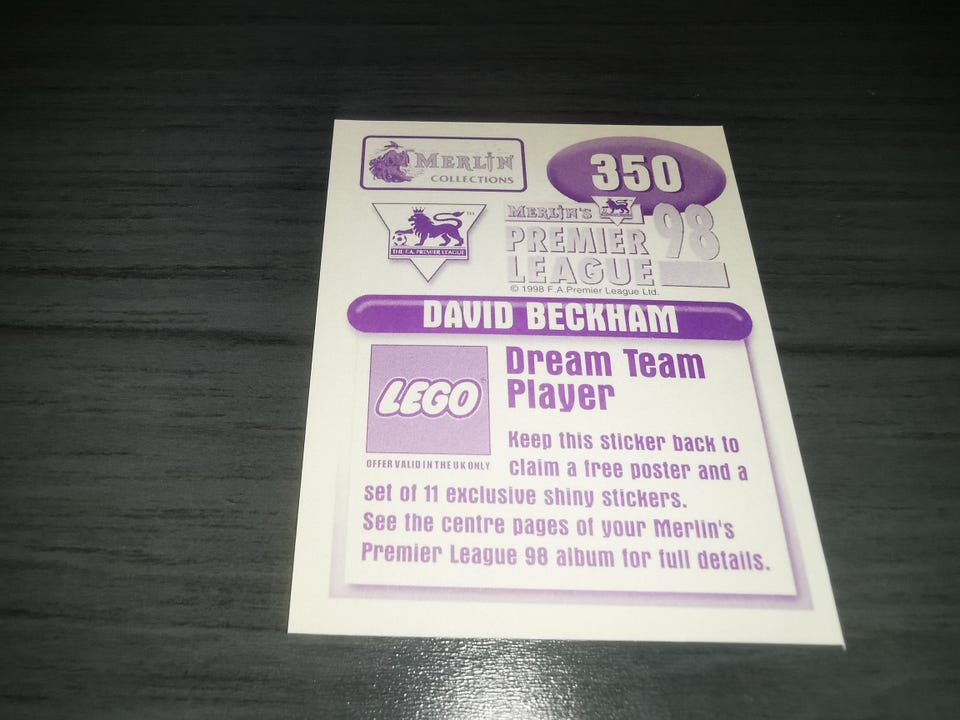 MERLIN
COLLECTIONS
350
THE F.A. PREMIER LEAGUE
TM
MERLIN'S
PREMIER
LEAGUE
98
© 1998 F.A.Premier League Ltd.
DAVID BECKHAM
LEGO
OFFER VALID IN THE UK ONLY
Dream Team
Player
Keep this sticker back to
claim a free poster and a
set of 11 exclusive shiny stickers.
See the centre pages of your Merlin's
Premier League 98 album for full details.